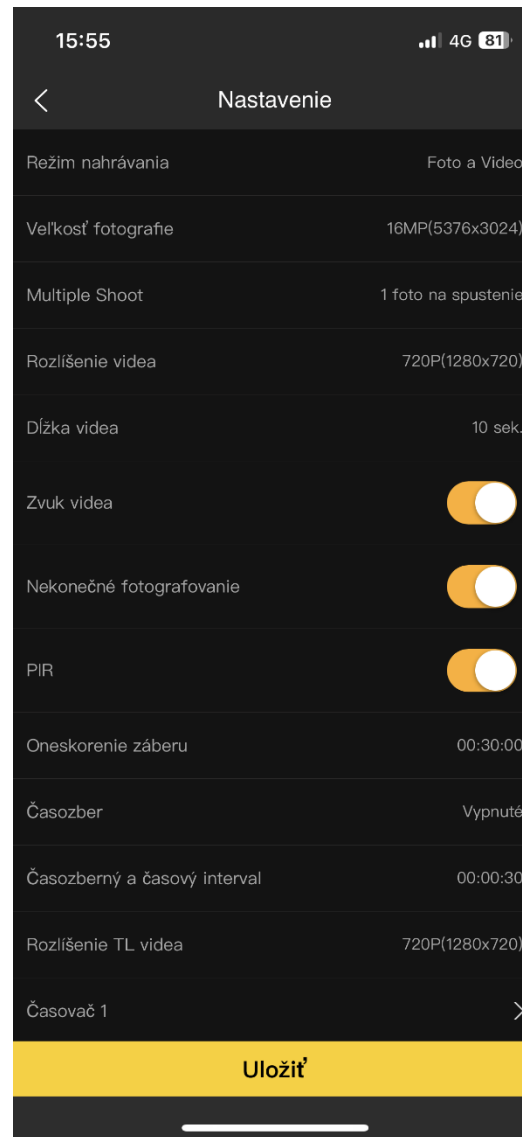 15:55 4G 81
Nastavenie
Režim nahrávania Foto a Video
Veľkosť fotografie 16MP(5376x3024)
Multiple Shoot 1 foto na spustenie
Rozlíšenie videa 720P(1280x720)
Dĺžka videa 10 sek.
Zvuk videa
Nekonečné fotografovanie
PIR
Oneskorenie záberu 00:30:00
Časozber Vypnuté
Časozberný a časový interval 00:00:30
Rozlíšenie TL videa 720P(1280x720)
Časovač 1
Uložiť